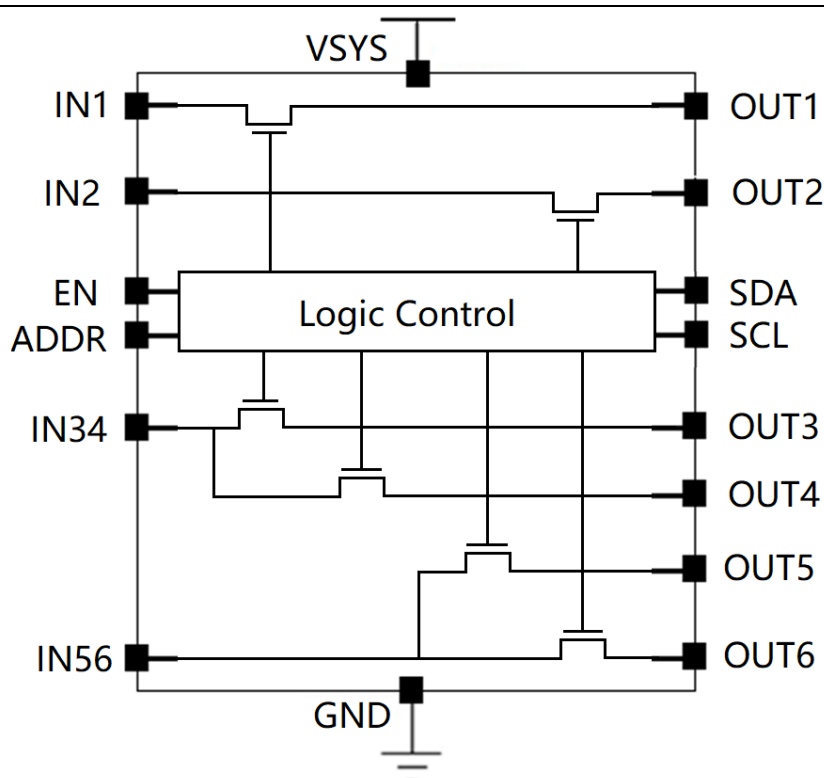 VSYS
IN1
OUT1
IN2
OUT2
EN
SDA
Logic Control
ADDR
SCL
IN34
OUT3
OUT4
OUT5
IN56
OUT6
GND